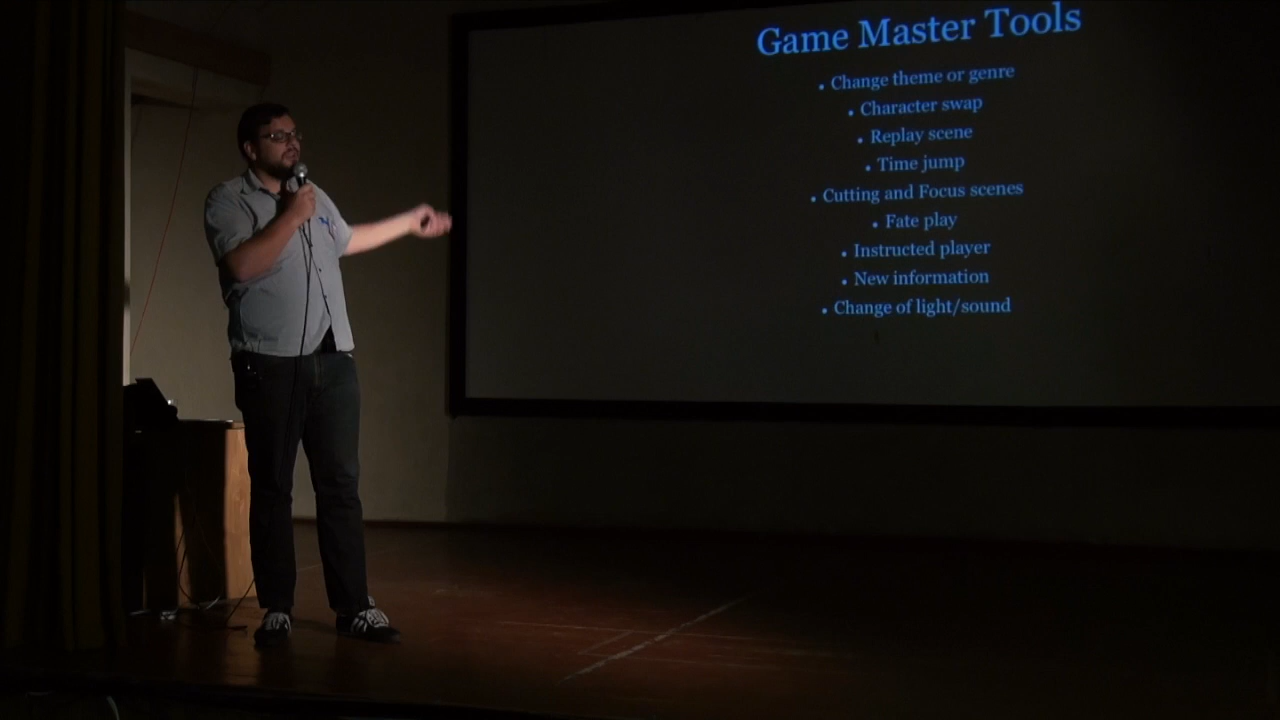 Game Master Tools
• Change theme or genre
• Character swap
• Replay scene
• Time jump
• Cutting and Focus scenes
• Fate play
• Instructed player
• New information
• Change of light/sound